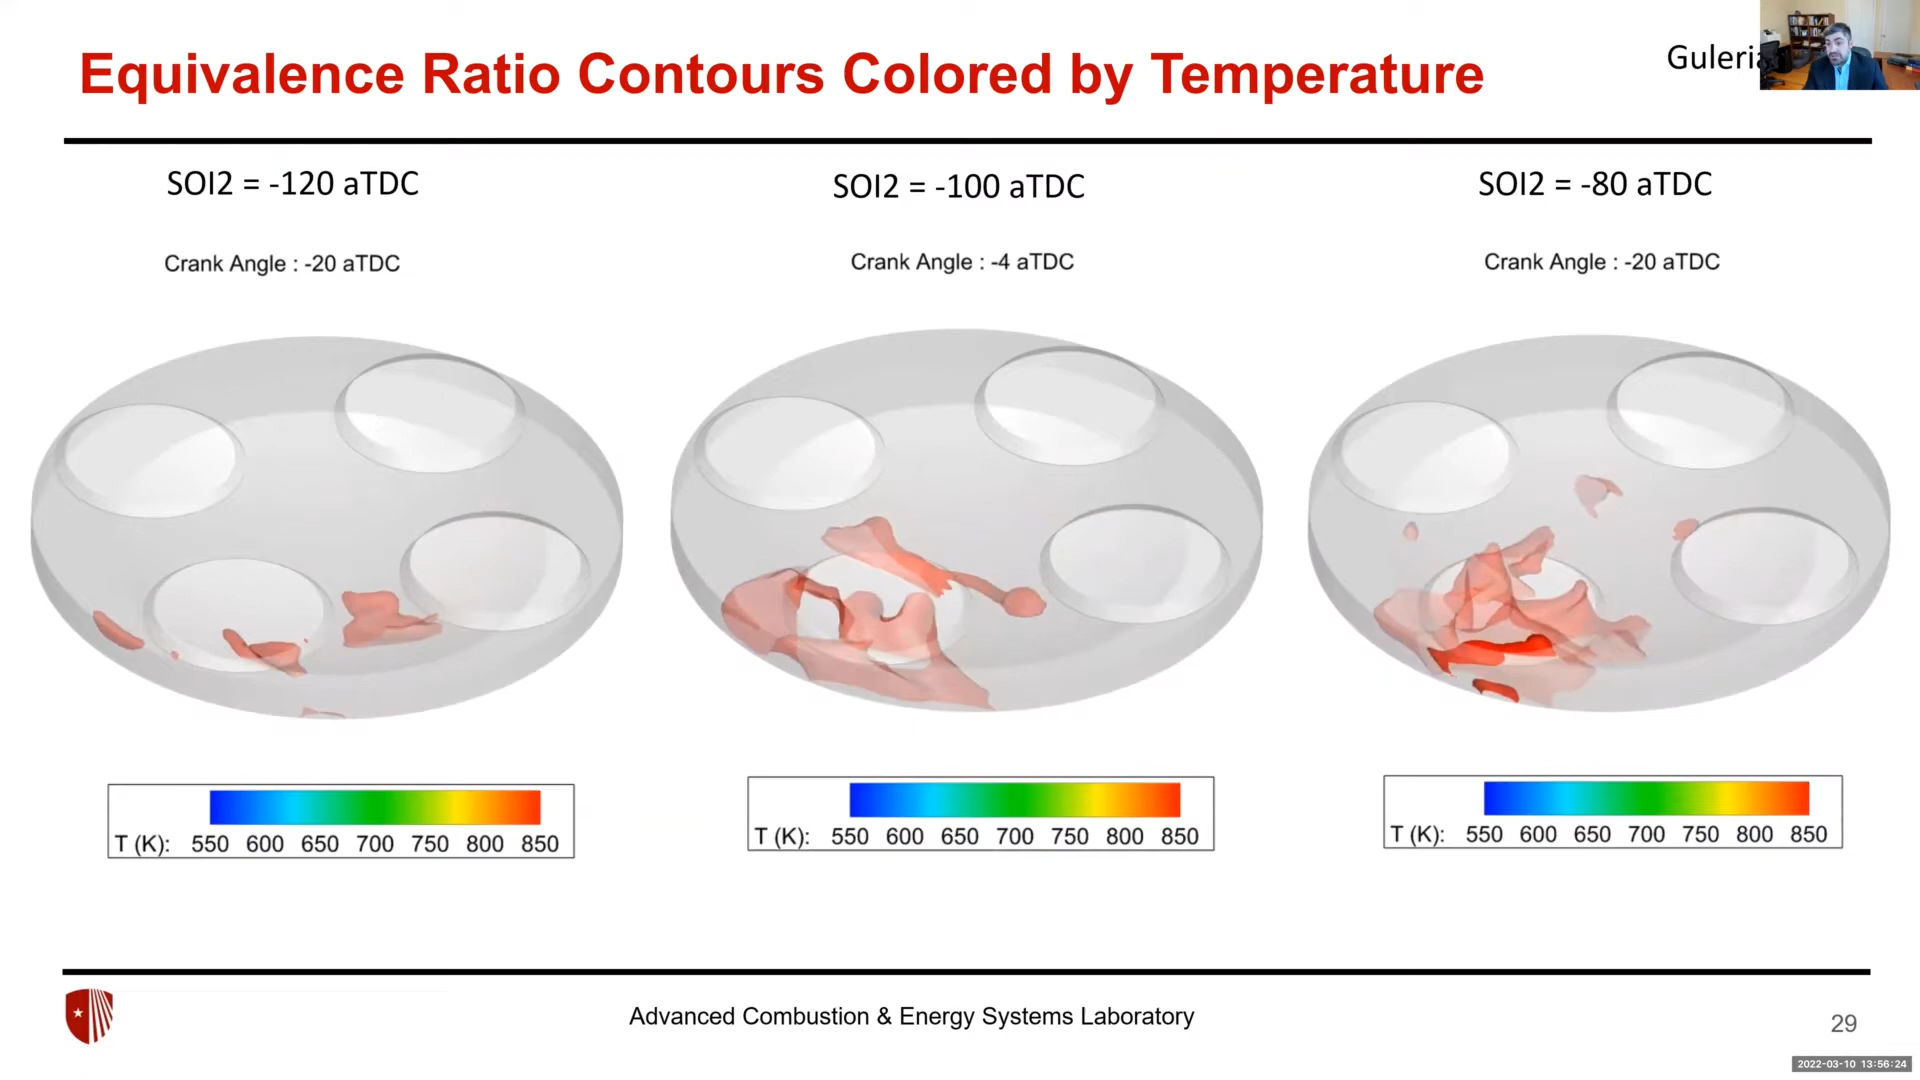 Equivalence Ratio Contours Colored by Temperature
SOI2 = -120 aTDC
Crank Angle : -20 aTDC
T (K): 550 600 650 700 750 800 850
SOI2 = -100 aTDC
Crank Angle : -4 aTDC
T (K): 550 600 650 700 750 800 850
SOI2 = -80 aTDC
Crank Angle : -20 aTDC
T (K): 550 600 650 700 750 800 850
Advanced Combustion & Energy Systems Laboratory
29
2022-03-10 13:56:24